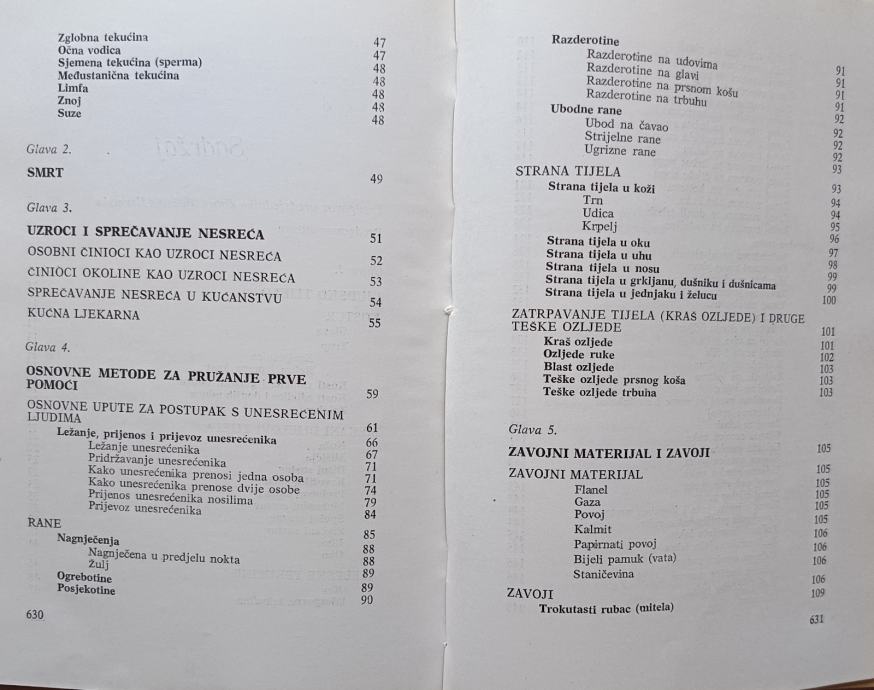 Zglobna tekućina 47
Očna vodica 47
Sjemena tekućina (sperma) 48
Međustanična tekućina 48
Limfa 48
Znoj 48
Suze 48
Glava 2.
SMRT 49
Glava 3.
UZROCI I SPREČAVANJE NESREĆA 51
OSOBNI ČINIOCI KAO UZROCI NESREĆA 52
ČINIOCI OKOLINE KAO UZROCI NESREĆA 53
SPREČAVANJE NESREĆA U KUĆANSTVU 54
KUĆNA LJEKARNA 55
Glava 4.
OSNOVNE METODE ZA PRUŽANJE PRVE
POMOĆI 59
OSNOVNE UPUTE ZA POSTUPAK S UNESREĆENIM
LJUDIMA 61
Ležanje, prijenos i prijevoz unesrećenika 66
Ležanje unesrećenika 67
Pridržavanje unesrećenika 71
Kako unesrećenika prenosi jedna osoba 71
Kako unesrećenika prenose dvije osobe 74
Prijenos unesrećenika nosilima 79
Prijevoz unesrećenika 84
RANE 85
Nagnječenja 88
Nagnječena u predjelu nokta 88
Žulj 89
Ogrebotine 89
Posjekotine 90
630
Razderotine 91
Razderotine na udovima 91
Razderotine na glavi 91
Razderotine na prsnom košu 91
Razderotine na trbuhu 92
Ubodne rane 92
Ubod na čavao 92
Strijelne rane 92
Ugrizne rane 93
STRANA TIJELA 93
Strana tijela u koži 94
Trn 94
Udica 95
Krpelj 96
Strana tijela u oku 97
Strana tijela u uhu 98
Strana tijela u nosu 99
Strana tijela u grkljanu, dušniku i dušnicama 99
Strana tijela u jednjaku i želucu 100
ZATRPAVANJE TIJELA (KRAŠ OZLJEDE) I DRUGE
TEŠKE OZLJEDE 101
Kraš ozljede 101
Ozljede ruke 102
Blast ozljede 103
Teške ozljede prsnog koša 103
Teške ozljede trbuha 103
Glava 5.
ZAVOJNI MATERIJAL I ZAVOJI 105
ZAVOJNI MATERIJAL 105
Flanel 105
Gaza 105
Povoj 105
Kalmit 105
Papirnati povoj 106
Bijeli pamuk (vata) 106
Staničevina 106
ZAVOJI 106
Trokutasti rubac (mitela) 109
631